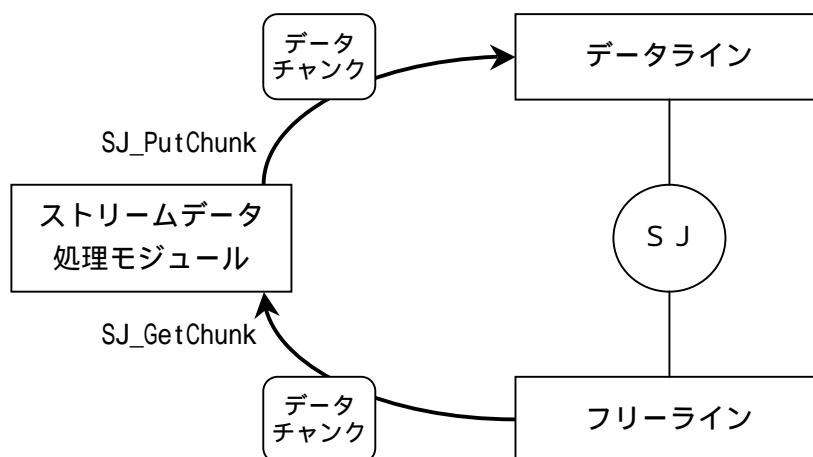 データ
チャンク
データライン
SJ_PutChunk
ストリームデータ
処理モジュール
ＳＪ
SJ_GetChunk
データ
チャンク
フリーライン